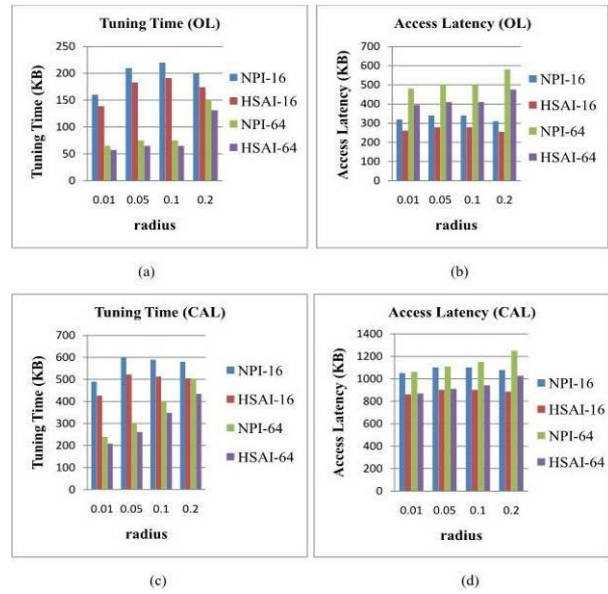 Tuning Time (OL)
Tuning Time (KB)
250
200
150
100
50
0
0.01 0.05 0.1 0.2
radius
NPI-16
HSAI-16
NPI-64
HSAI-64
(a)
Access Latency (OL)
Access Latency (KB)
700
600
500
400
300
200
100
0
0.01 0.05 0.1 0.2
radius
NPI-16
HSAI-16
NPI-64
HSAI-64
(b)
Tuning Time (CAL)
Tuning Time (KB)
700
600
500
400
300
200
100
0
0.01 0.05 0.1 0.2
radius
NPI-16
HSAI-16
NPI-64
HSAI-64
(c)
Access Latency (CAL)
Access Latency (KB)
1400
1200
1000
800
600
400
200
0
0.01 0.05 0.1 0.2
radius
NPI-16
HSAI-16
NPI-64
HSAI-64
(d)